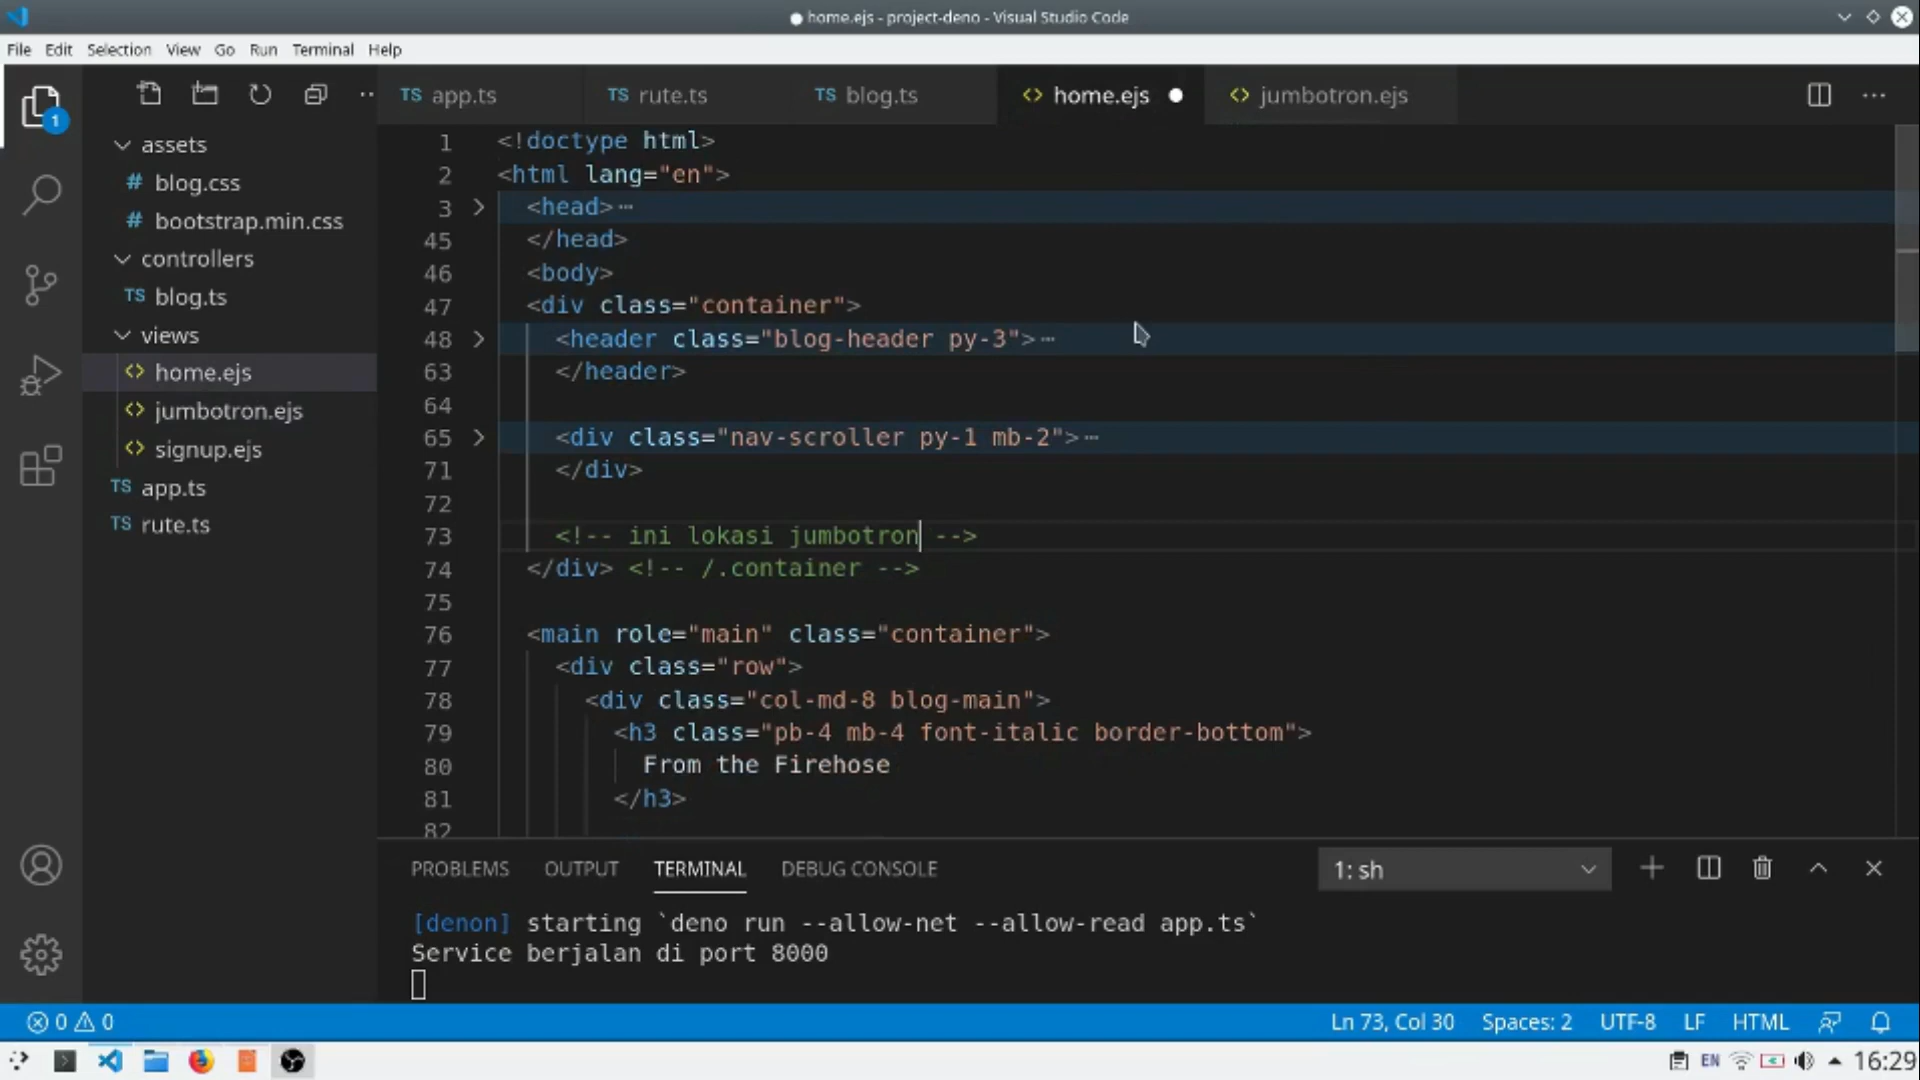 home.ejs - project-deno - Visual Studio Code
File Edit Selection View Go Run Terminal Help
TS app.ts TS rute.ts TS blog.ts <> home.ejs <> jumbotron.ejs
1
assets
# blog.css
# bootstrap.min.css
controllers
TS blog.ts
views
<> home.ejs
<> jumbotron.ejs
<> signup.ejs
TS app.ts
TS rute.ts
1 <!doctype html>
2 <html lang="en">
3 <head>…
45 </head>
46 <body>
47 <div class="container">
48 <header class="blog-header py-3">…
63 </header>
64
65 <div class="nav-scroller py-1 mb-2">…
71 </div>
72
73 <!-- ini lokasi jumbotron -->
74 </div> <!-- /.container -->
75
76 <main role="main" class="container">
77 <div class="row">
78 <div class="col-md-8 blog-main">
79 <h3 class="pb-4 mb-4 font-italic border-bottom">
80 From the Firehose
81 </h3>
82
PROBLEMS OUTPUT TERMINAL DEBUG CONSOLE 1: sh
[denon] starting `deno run --allow-net --allow-read app.ts`
Service berjalan di port 8000
0 0 Ln 73, Col 30 Spaces: 2 UTF-8 LF HTML
EN 16:29